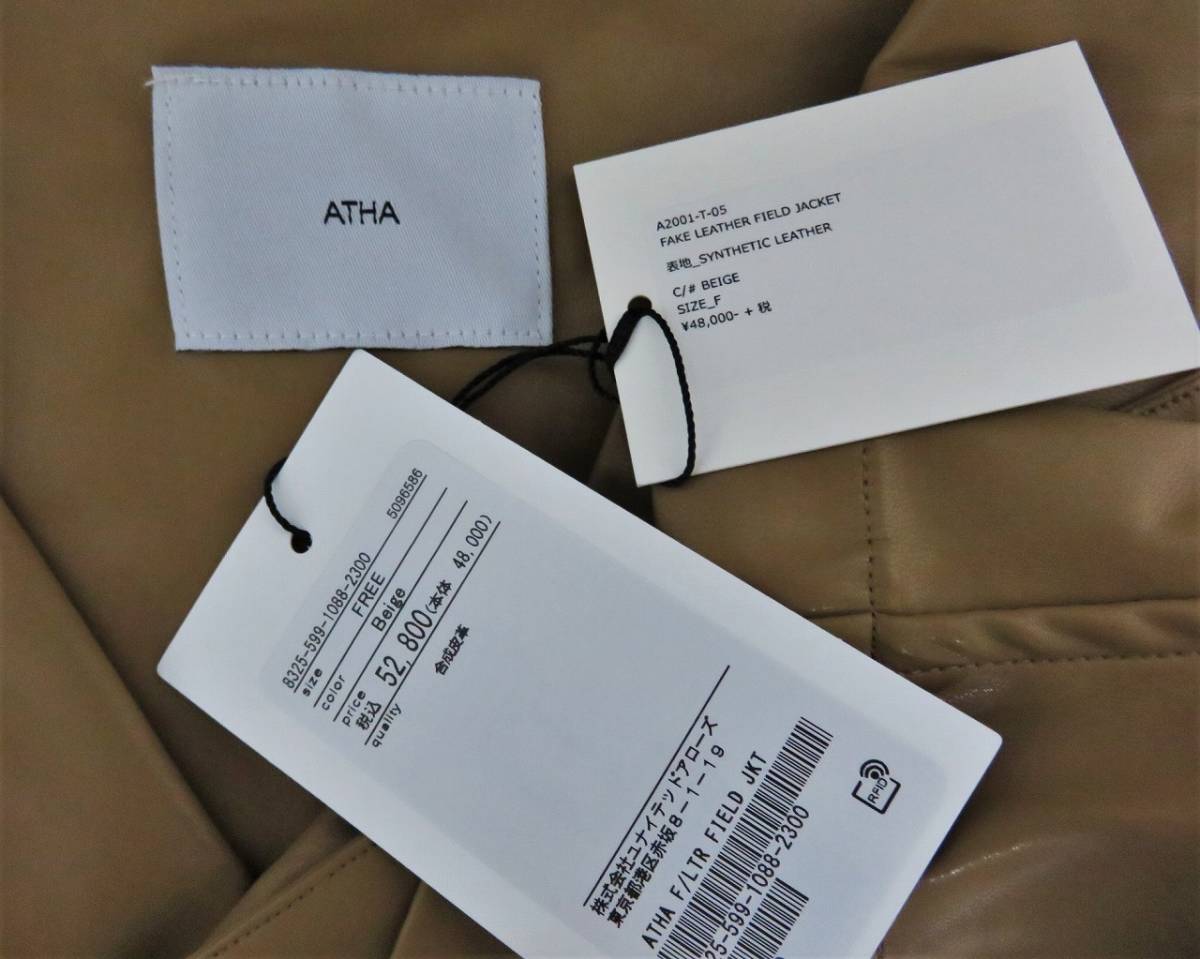 ATHA
A2001-T-05
FAKE LEATHER FIELD JACKET
表地_SYNTHETIC LEATHER
C/# BEIGE
SIZE_F
¥48,000- + 税
8325-599-1088-2300 5096586
size FREE
color Beige
price
税込 52,800(本体 48,000)
quality
合成皮革
株式会社ユナイテッドアローズ
東京都港区赤坂8-1-19
ATHA F/LTR FIELD JKT
25-599-1088-2300
RFID